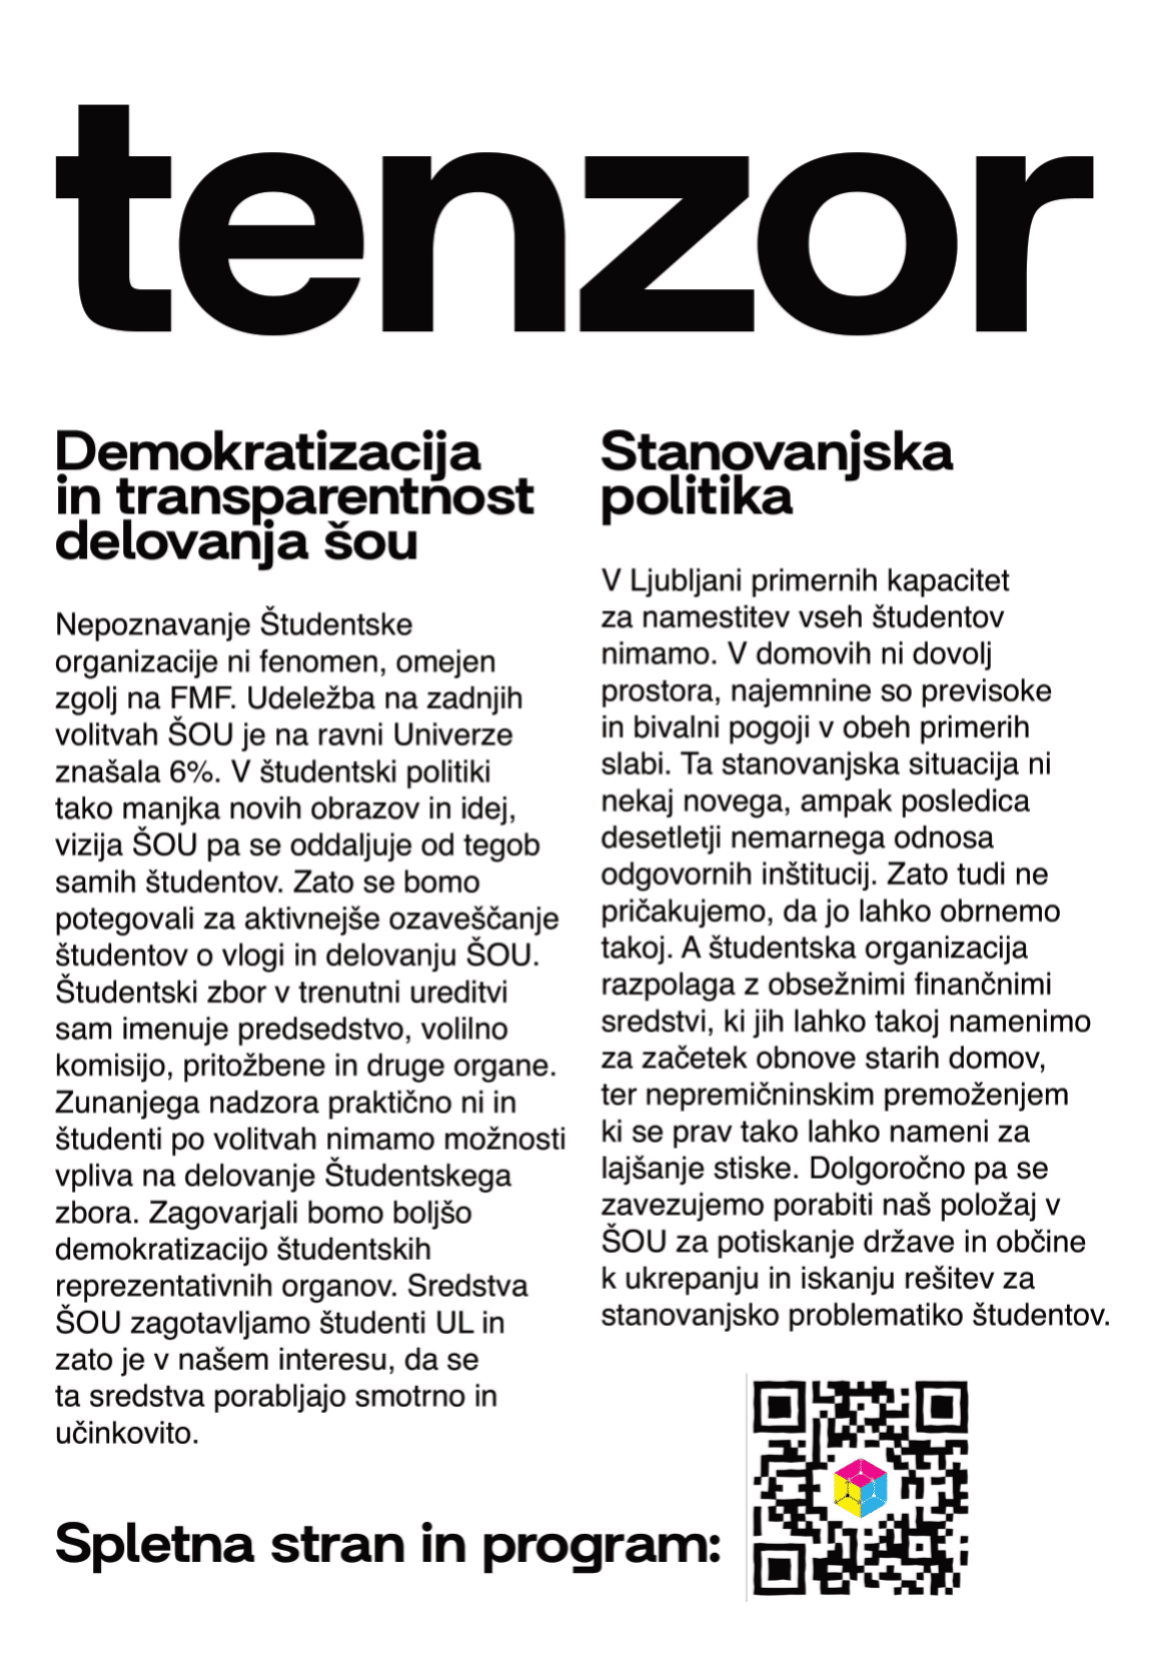 tenzor
Demokratizacija
in transparentnost
delovanja šou
Nepoznavanje Študentske
organizacije ni fenomen, omejen
zgolj na FMF. Udeležba na zadnjih
volitvah ŠOU je na ravni Univerze
znašala 6%. V študentski politiki
tako manjka novih obrazov in idej,
vizija ŠOU pa se oddaljuje od tegob
samih študentov. Zato se bomo
potegovali za aktivnejše ozaveščanje
študentov o vlogi in delovanju ŠOU.
Študentski zbor v trenutni ureditvi
sam imenuje predsedstvo, volilno
komisijo, pritožbene in druge organe.
Zunanjega nadzora praktično ni in
študenti po volitvah nimamo možnosti
vpliva na delovanje Študentskega
zbora. Zagovarjali bomo boljšo
demokratizacijo študentskih
reprezentativnih organov. Sredstva
ŠOU zagotavljamo študenti UL in
zato je v našem interesu, da se
ta sredstva porabljajo smotrno in
učinkovito.
Stanovanjska
politika
V Ljubljani primernih kapacitet
za namestitev vseh študentov
nimamo. V domovih ni dovolj
prostora, najemnine so previsoke
in bivalni pogoji v obeh primerih
slabi. Ta stanovanjska situacija ni
nekaj novega, ampak posledica
desetletji nemarnega odnosa
odgovornih inštitucij. Zato tudi ne
pričakujemo, da jo lahko obrnemo
takoj. A študentska organizacija
razpolaga z obsežnimi finančnimi
sredstvi, ki jih lahko takoj namenimo
za začetek obnove starih domov,
ter nepremičninskim premoženjem
ki se prav tako lahko nameni za
lajšanje stiske. Dolgoročno pa se
zavezujemo porabiti naš položaj v
ŠOU za potiskanje države in občine
k ukrepanju in iskanju rešitev za
stanovanjsko problematiko študentov.
Spletna stran in program: